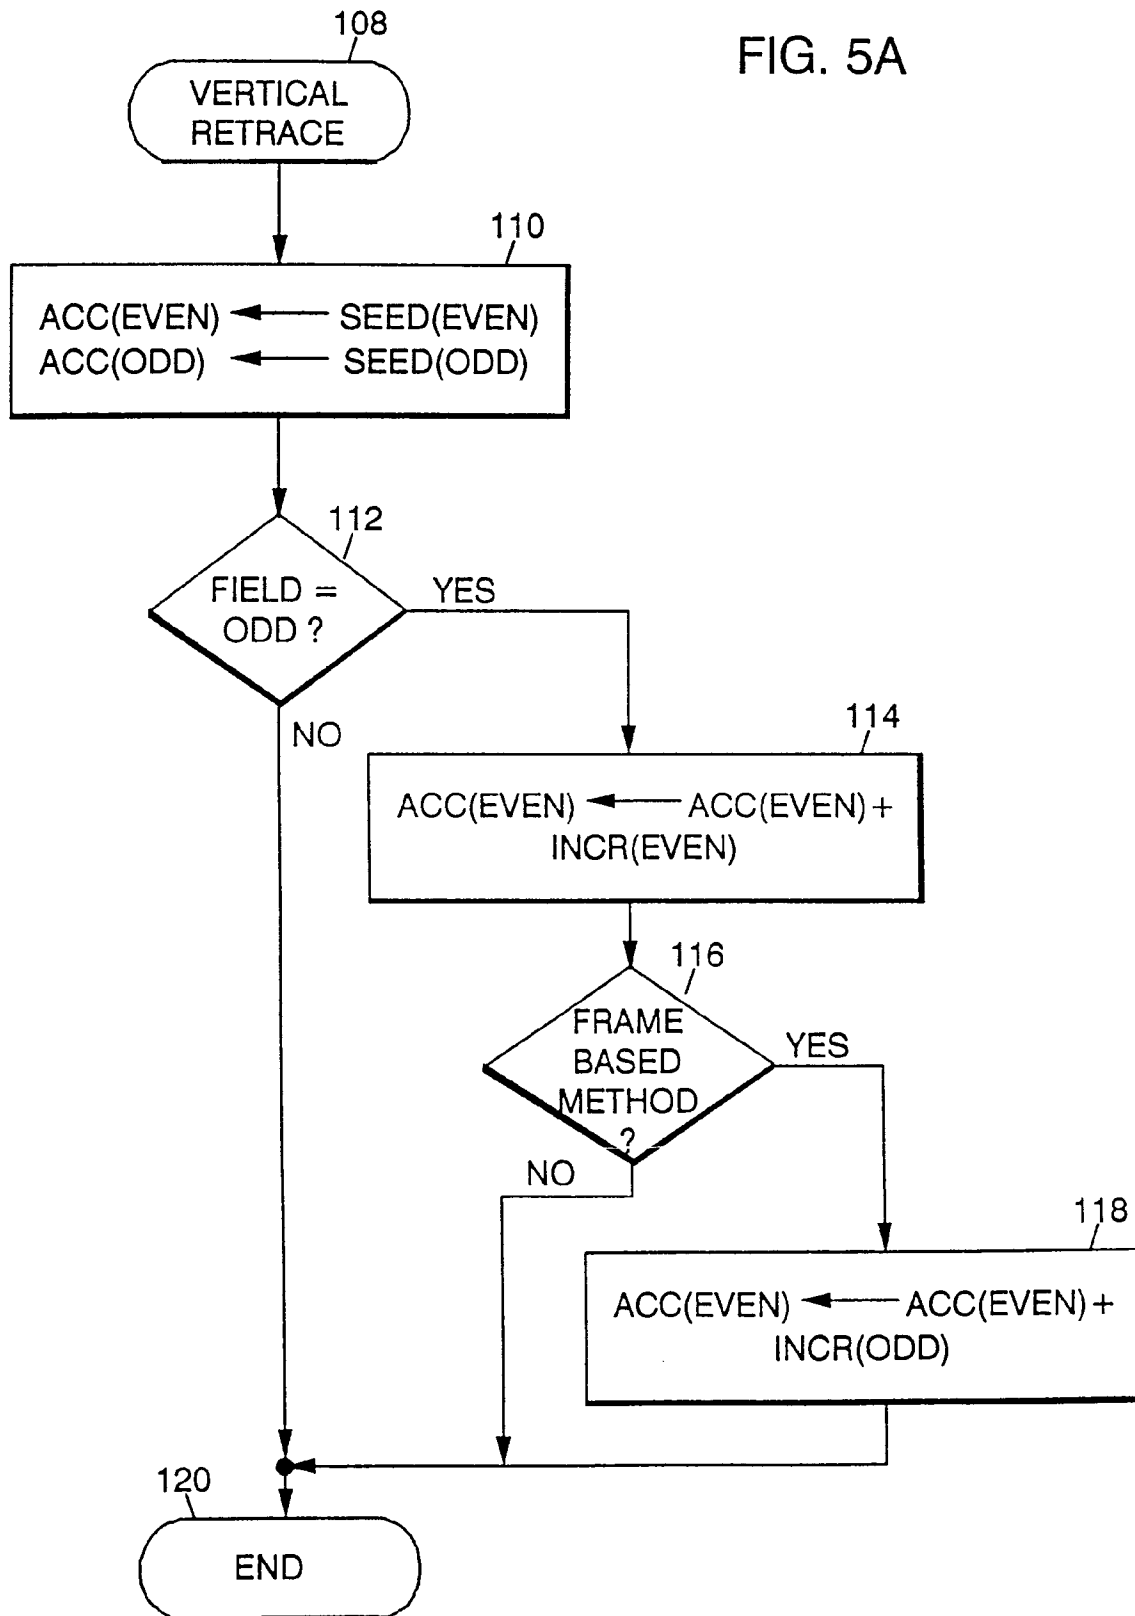 FIG. 5A
108
VERTICAL
RETRACE
110
ACC(EVEN) ← SEED(EVEN)
ACC(ODD) ← SEED(ODD)
112
FIELD =
ODD ?
YES
NO
114
ACC(EVEN) ← ACC(EVEN) +
INCR(EVEN)
116
FRAME
BASED
METHOD
?
YES
NO
118
ACC(EVEN) ← ACC(EVEN) +
INCR(ODD)
120
END